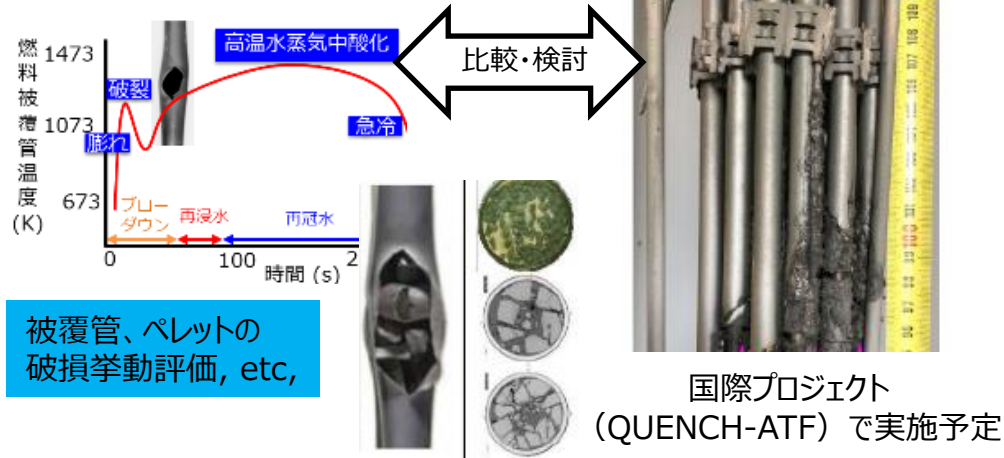 燃料被覆管温度
(K)
1473
1073
673
破裂
膨れ
高温水蒸気中酸化
急冷
ブロー
ダウン
再浸水
再冠水
0
100
2
時間 (s)
比較・検討
被覆管、ペレットの
破損挙動評価, etc,
109
108
107
国際プロジェクト
（QUENCH-ATF）で実施予定